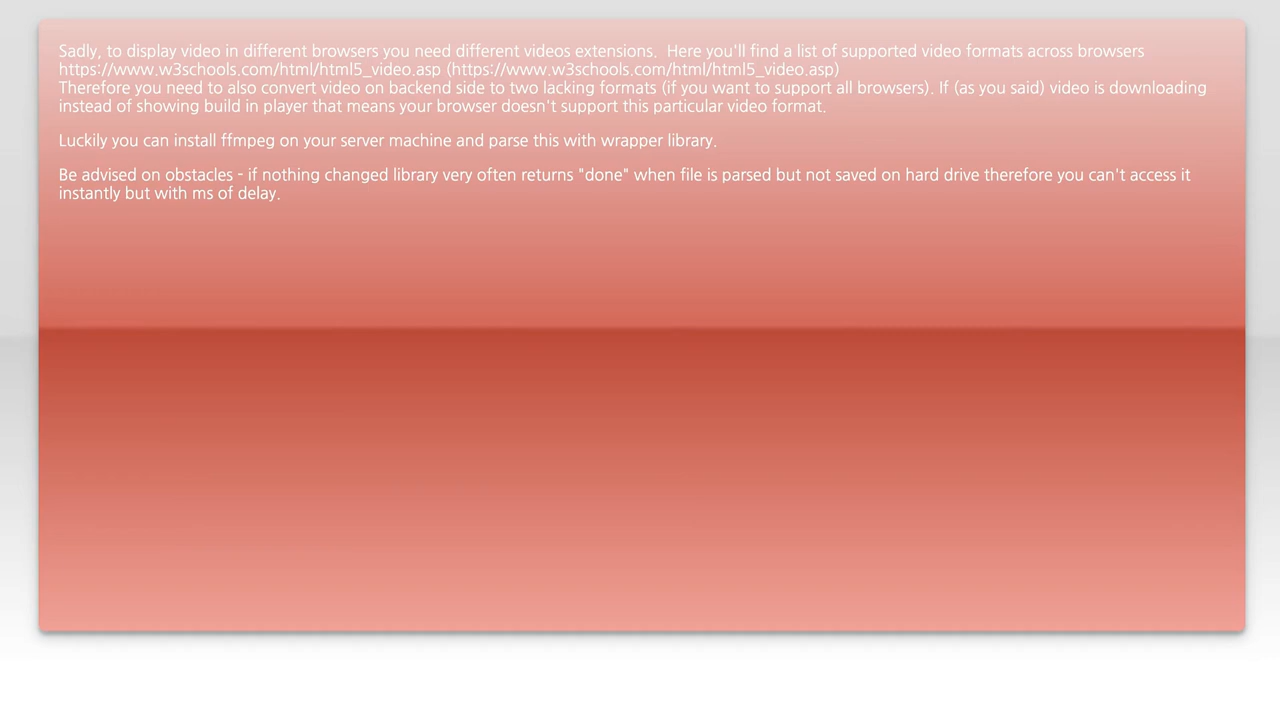 Sadly, to display video in different browsers you need different videos extensions.  Here you'll find a list of supported video formats across browsers
https://www.w3schools.com/html/html5_video.asp (https://www.w3schools.com/html/html5_video.asp)
Therefore you need to also convert video on backend side to two lacking formats (if you want to support all browsers). If (as you said) video is downloading
instead of showing build in player that means your browser doesn't support this particular video format.
Luckily you can install ffmpeg on your server machine and parse this with wrapper library.
Be advised on obstacles - if nothing changed library very often returns "done" when file is parsed but not saved on hard drive therefore you can't access it
instantly but with ms of delay.